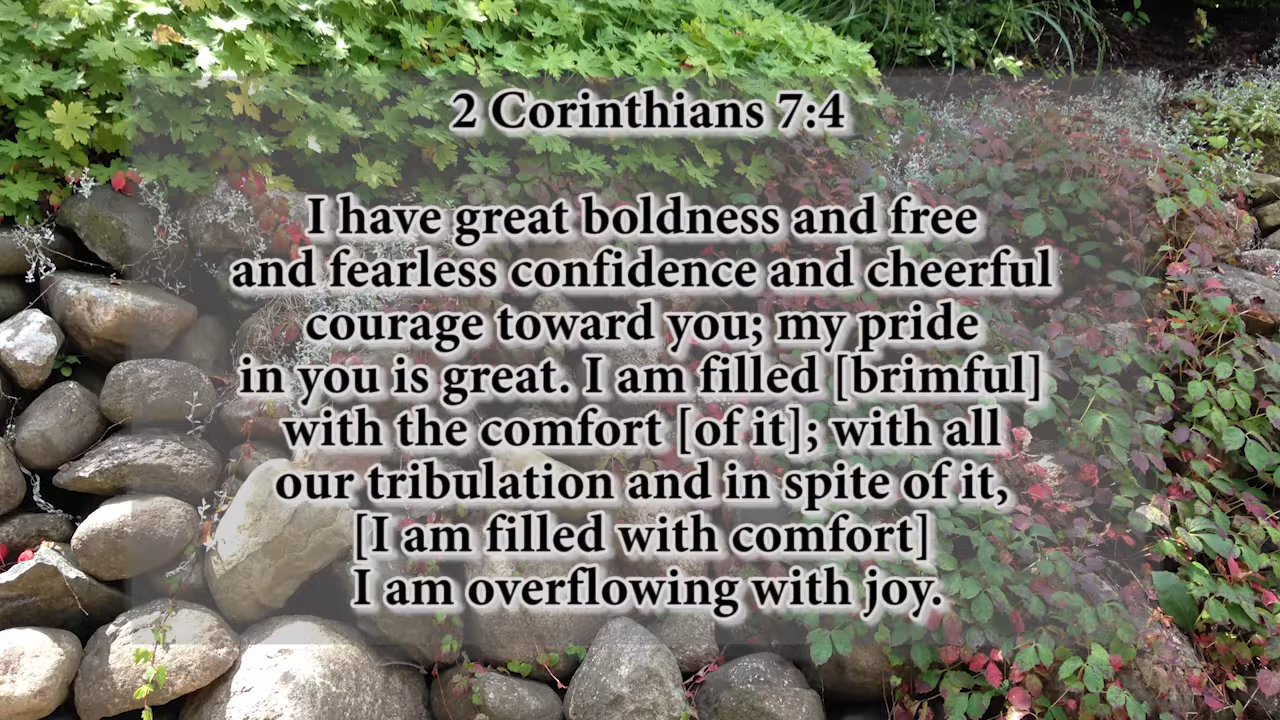 2 Corinthians 7:4
I have great boldness and free
and fearless confidence and cheerful
courage toward you; my pride
in you is great. I am filled [brimful]
with the comfort [of it]; with all
our tribulation and in spite of it,
[I am filled with comfort]
I am overflowing with joy.